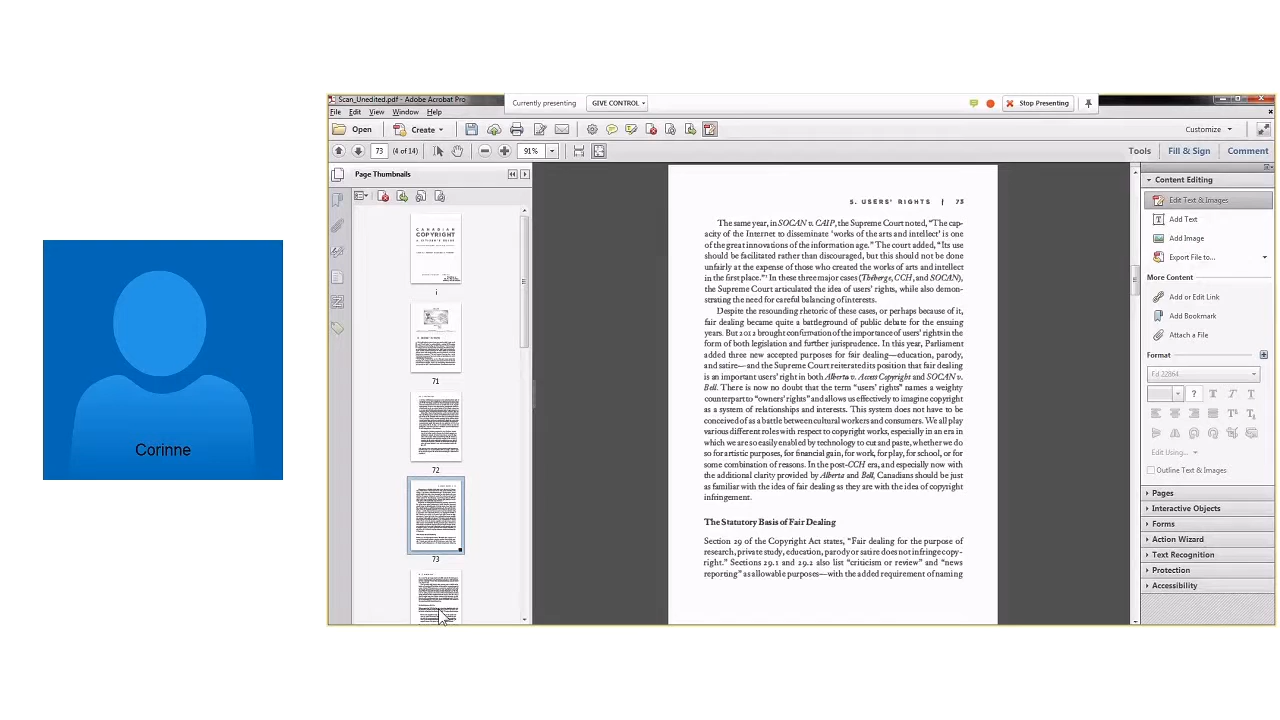 Corinne
Scan_Unedited.pdf - Adobe Acrobat Pro
Currently presenting
GIVE CONTROL
Stop Presenting
File Edit View Window Help
Open
Create
Customize
73 (4 of 14)
91%
Tools
Fill & Sign
Comment
Page Thumbnails
CANADIAN
COPYRIGHT
i
71
72
73
5. USERS' RIGHTS | 73
The same year, in SOCAN v. CAIP, the Supreme Court noted, “The cap-
acity of the Internet to disseminate ‘works of the arts and intellect’ is one
of the great innovations of the information age.” The court added, “Its use
should be facilitated rather than discouraged, but this should not be done
unfairly at the expense of those who created the works of arts and intellect
in the first place.” In these three major cases (Théberge, CCH, and SOCAN),
the Supreme Court articulated the idea of users’ rights, while also demon-
strating the need for careful balancing of interests.
Despite the resounding rhetoric of these cases, or perhaps because of it,
fair dealing became quite a battleground of public debate for the ensuing
years. But 2012 brought confirmation of the importance of users’ rights in the
form of both legislation and further jurisprudence. In this year, Parliament
added three new accepted purposes for fair dealing—education, parody,
and satire—and the Supreme Court reiterated its position that fair dealing
is an important users’ right in both Alberta v. Access Copyright and SOCAN v.
Bell. There is now no doubt that the term “users’ rights” names a weighty
counterpart to “owners’ rights” and allows us effectively to imagine copyright
as a system of relationships and interests. This system does not have to be
conceived of as a battle between cultural workers and consumers. We all play
various different roles with respect to copyright works, especially in an era in
which we are so easily enabled by technology to cut and paste, whether we do
so for artistic purposes, for financial gain, for work, for play, for school, or for
some combination of reasons. In the post-CCH era, and especially now with
the additional clarity provided by Alberta and Bell, Canadians should be just
as familiar with the idea of fair dealing as they are with the idea of copyright
infringement.
The Statutory Basis of Fair Dealing
Section 29 of the Copyright Act states, “Fair dealing for the purpose of
research, private study, education, parody or satire does not infringe copy-
right.” Sections 29.1 and 29.2 also list “criticism or review” and “news
reporting” as allowable purposes—with the added requirement of naming
Content Editing
Edit Text & Images
Add Text
Add Image
Export File to...
More Content
Add or Edit Link
Add Bookmark
Attach a File
Format
Fd 22864
Edit Using...
Outline Text & Images
Pages
Interactive Objects
Forms
Action Wizard
Text Recognition
Protection
Accessibility